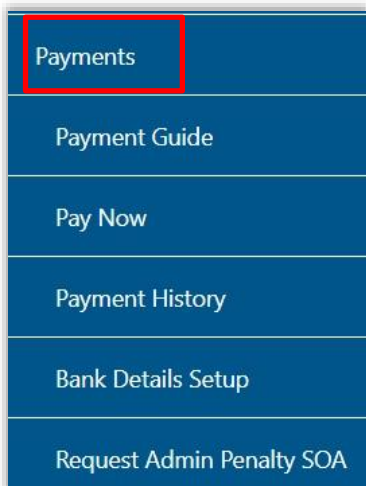 Payments
Payment Guide
Pay Now
Payment History
Bank Details Setup
Request Admin Penalty SOA